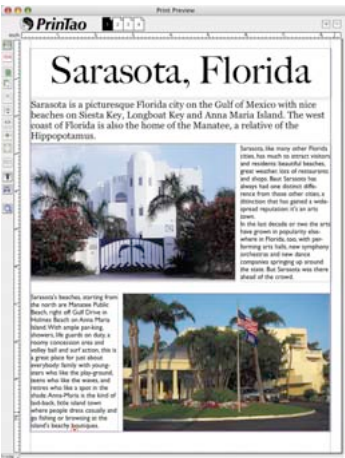 Print Preview
PrinTao
1 2 3 4
Sarasota, Florida
Sarasota is a picturesque Florida city on the Gulf of Mexico with nice
beaches on Siesta Key, Longboat Key and Anna Maria Island. The west
coast of Florida is also the home of the Manatee, a relative of the
Hippopotamus.
Sarasota, like many other Florida
cities, has much to attract visitors
and residents beautiful beaches,
great weather, lots of restaurants
and shops. But Sarasota has
always had one distinct diffe-
rence from those other cities, a
distinction that has gained a wide-
spread reputation: it's an arts
town.
In the last decade or two the arts
have grown in popularity else-
where in Florida, too, with per-
forming arts halls, new symphony
orchestras and new dance
companies springing up around
the state. But Sarasota was there
ahead of the crowd.
Sarasota's beaches, starting from
the north are Manatee Public
Beach, right off Gulf Drive in
Holmes Beach on Anna Maria
Island. With ample parking,
showers, life guards on duty, a
roomy concession area and
volley ball and surf action, this is
a great place for just about
everybody: family with young-
sters who like the play-ground,
teens who like the waves, and
retirees who like a spot in the
shade. Anna-Maria is the kind of
laid-back, little island town
where people dress casually and
go fishing or browsing at the
island's beachy boutiques.